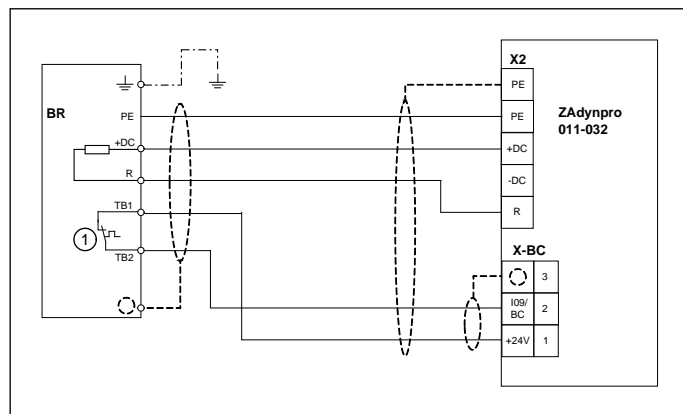 BR
PE
+DC
R
TB1
TB2
1
X2
PE
PE
+DC
-DC
R
ZAdynpro
011-032
X-BC
3
I09/
BC
2
+24V
1